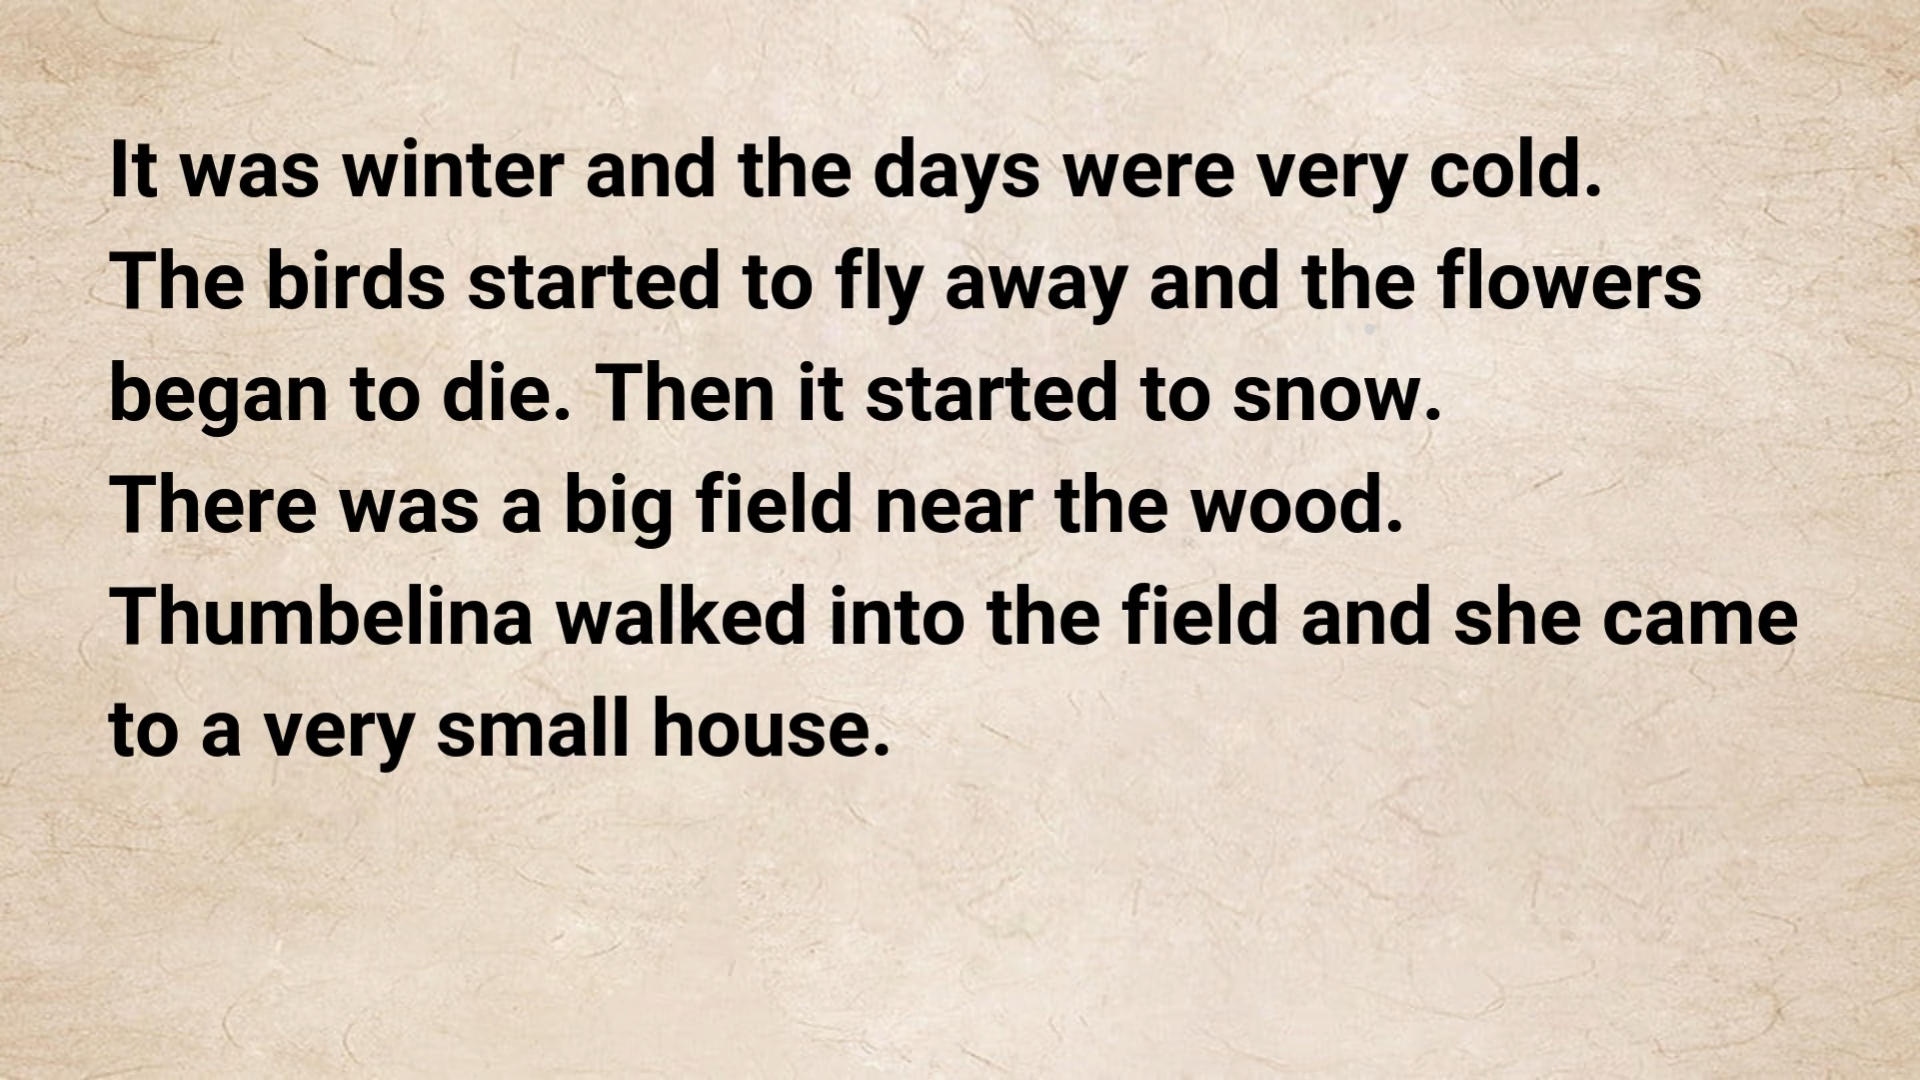 It was winter and the days were very cold.
The birds started to fly away and the flowers
began to die. Then it started to snow.
There was a big field near the wood.
Thumbelina walked into the field and she came
to a very small house.